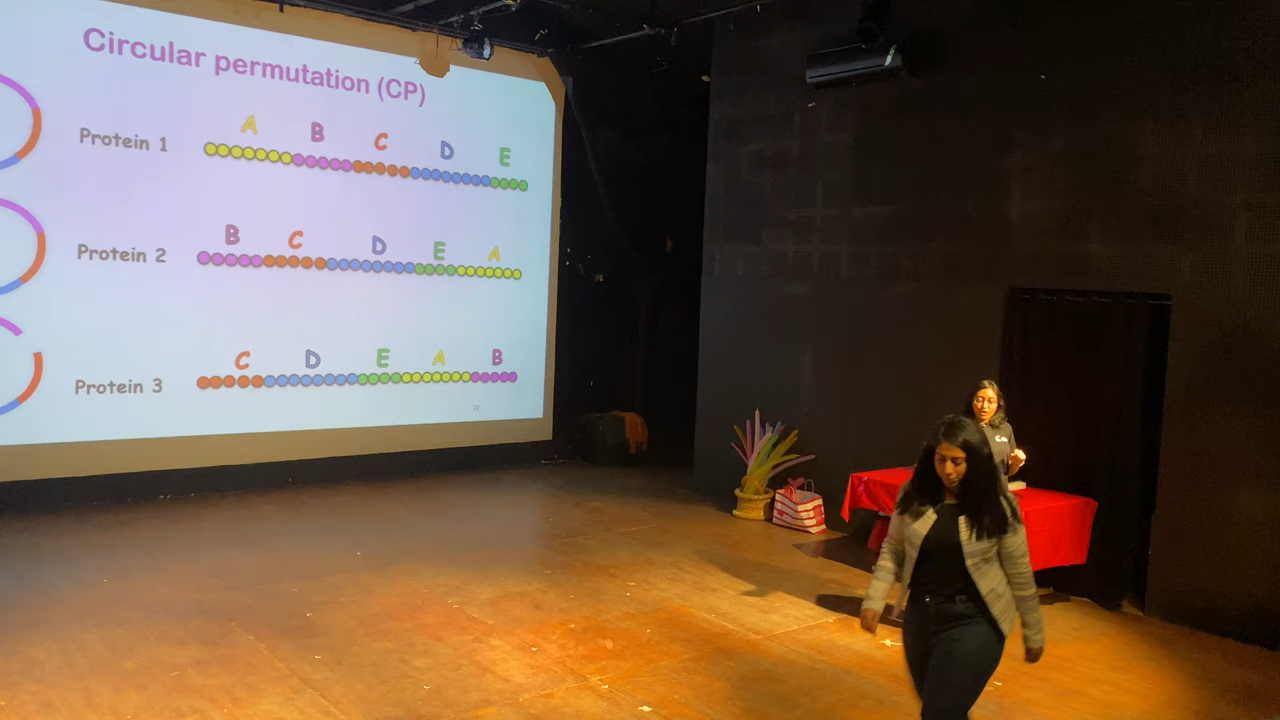 Circular permutation (CP)
Protein 1
A B C D E
Protein 2
B C D E A
Protein 3
C D E A B